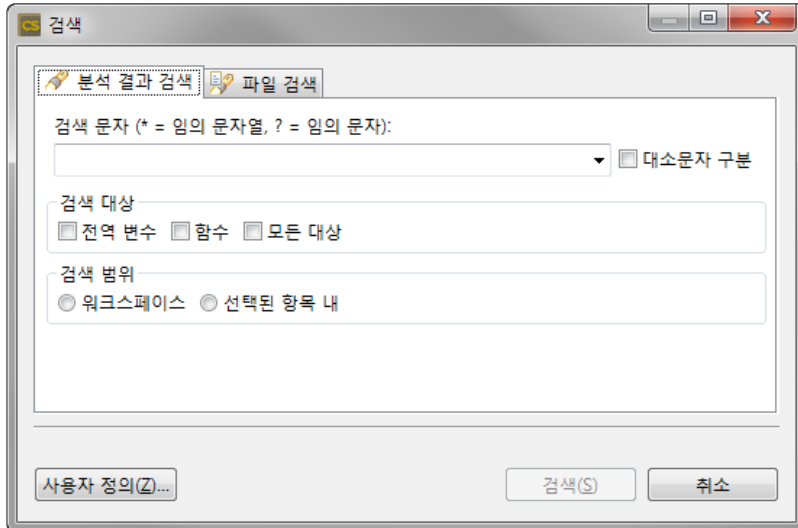 CS 검색
분석 결과 검색 파일 검색
검색 문자 (* = 임의 문자열, ? = 임의 문자):
대소문자 구분
검색 대상
전역 변수 함수 모든 대상
검색 범위
워크스페이스 선택된 항목 내
사용자 정의(Z)... 검색(S) 취소